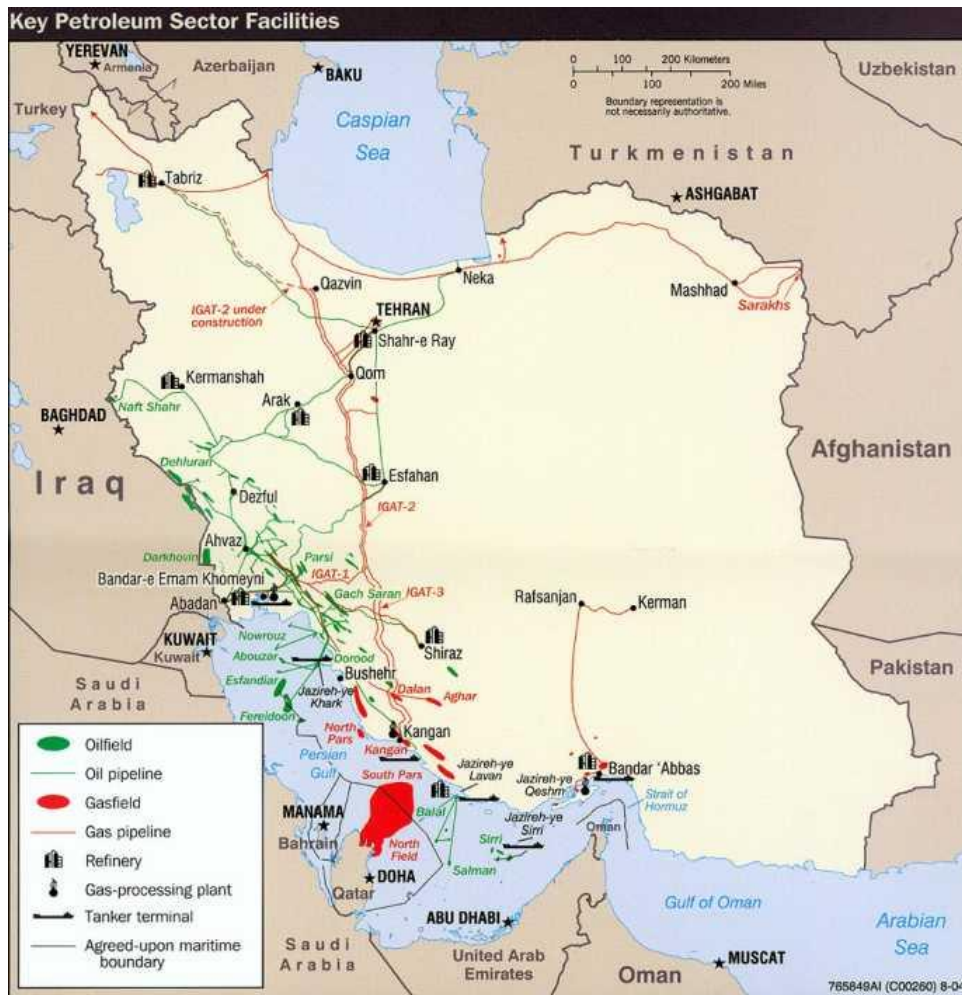 Key Petroleum Sector Facilities
YEREVAN
Armenia
Azerbaijan
BAKU
Turkey
Caspian
Sea
0 100 200 Kilometers
0 100 200 Miles
Boundary representation is
not necessarily authoritative.
Uzbekistan
Turkmenistan
ASHGABAT
Tabriz
Qazvin
IGAT-2 under
construction
Neka
Mashhad
Sarakhs
TEHRAN
Shahr-e Ray
Qom
Kermanshah
Naft Shahr
Arak
BAGHDAD
Iraq
Afghanistan
Dehluran
Dezful
Esfahan
IGAT-2
Ahvaz
Darkhovin
Parsi
IGAT-1
Bandar-e Emam Khomeyni
Gach Saran
IGAT-3
Abadan
Rafsanjan
Kerman
KUWAIT
Kuwait
Nowrouz
Abouzar
Dorood
Shiraz
Esfandiar
Bushehr
Jazireh-ye
Khark
Fereidoon
Saudi
Arabia
Pakistan
Dalan
Aghar
North
Pars
Kangan
Kangan
Persian
Gulf
South Pars
Jazireh-ye
Lavan
Jazireh-ye
Qeshm
Bandar 'Abbas
Strait of
Hormuz
Balal
Jazireh-ye
Sirri
Oman
Sirri
Salman
MANAMA
Bahrain
North
Field
DOHA
Qatar
ABU DHABI
Saudi
Arabia
United Arab
Emirates
Gulf of Oman
Arabian
Sea
MUSCAT
Oman
Oilfield
Oil pipeline
Gasfield
Gas pipeline
Refinery
Gas-processing plant
Tanker terminal
Agreed-upon maritime
boundary
765849AI (C00260) 8-04